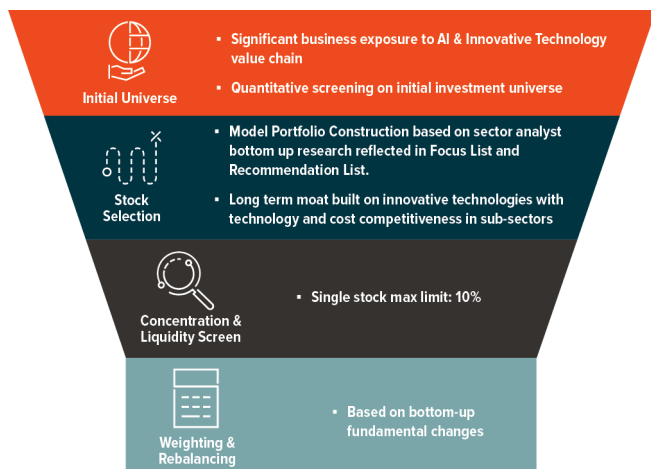 Initial Universe
▪ Significant business exposure to AI & Innovative Technology
value chain
▪ Quantitative screening on initial investment universe
Stock
Selection
▪ Model Portfolio Construction based on sector analyst
bottom up research reflected in Focus List and
Recommendation List.
▪ Long term moat built on innovative technologies with
technology and cost competitiveness in sub-sectors
Concentration &
Liquidity Screen
▪ Single stock max limit: 10%
Weighting &
Rebalancing
▪ Based on bottom-up
fundamental changes